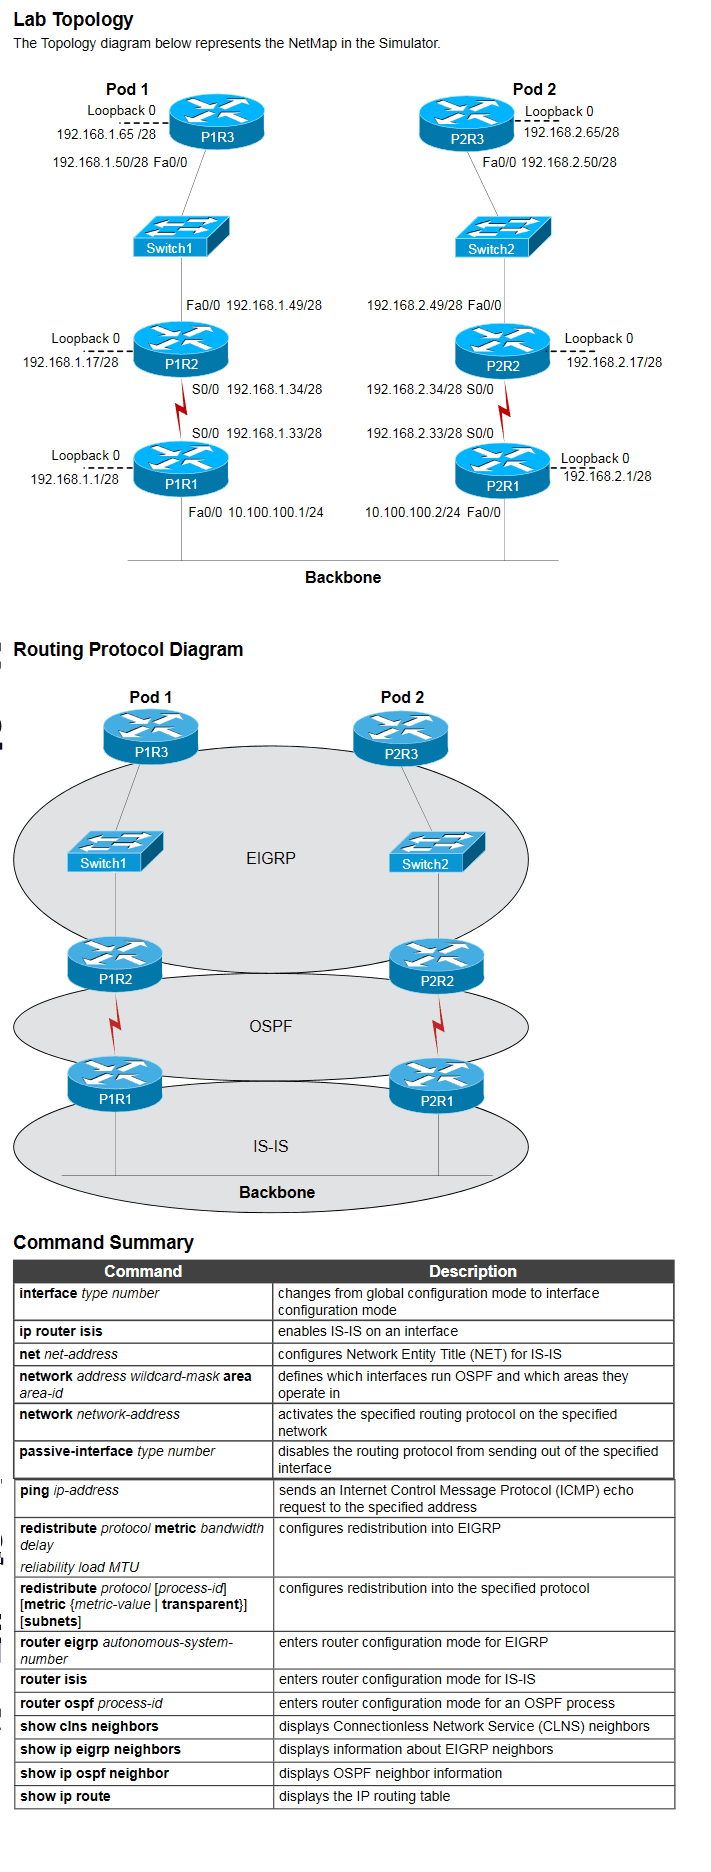 Lab Topology
The Topology diagram below represents the NetMap in the Simulator.
Pod 1
Pod 2
Loopback 0
Loopback 0
192.168.1.65 /28
P1R3
P2R3
192.168.2.65/28
192.168.1.50/28 Fa0/0
Fa0/0 192.168.2.50/28
Switch1
Switch2
Fa0/0 192.168.1.49/28
192.168.2.49/28 Fa0/0
Loopback 0
Loopback 0
192.168.1.17/28
P1R2
P2R2
192.168.2.17/28
S0/0 192.168.1.34/28
192.168.2.34/28 S0/0
S0/0 192.168.1.33/28
192.168.2.33/28 S0/0
Loopback 0
Loopback 0
192.168.1.1/28
P1R1
P2R1
192.168.2.1/28
Fa0/0 10.100.100.1/24
10.100.100.2/24 Fa0/0
Backbone
Routing Protocol Diagram
Pod 1
Pod 2
P1R3
P2R3
EIGRP
Switch1
Switch2
P1R2
P2R2
OSPF
P1R1
P2R1
IS-IS
Backbone
Command Summary
Command
Description
interface type number
changes from global configuration mode to interface
configuration mode
ip router isis
enables IS-IS on an interface
net net-address
configures Network Entity Title (NET) for IS-IS
network address wildcard-mask area
area-id
defines which interfaces run OSPF and which areas they
operate in
network network-address
activates the specified routing protocol on the specified
network
passive-interface type number
disables the routing protocol from sending out of the specified
interface
ping ip-address
sends an Internet Control Message Protocol (ICMP) echo
request to the specified address
redistribute protocol metric bandwidth
delay
reliability load MTU
configures redistribution into EIGRP
redistribute protocol [process-id]
[metric {metric-value | transparent}]
[subnets]
configures redistribution into the specified protocol
router eigrp autonomous-system-
number
enters router configuration mode for EIGRP
router isis
enters router configuration mode for IS-IS
router ospf process-id
enters router configuration mode for an OSPF process
show clns neighbors
displays Connectionless Network Service (CLNS) neighbors
show ip eigrp neighbors
displays information about EIGRP neighbors
show ip ospf neighbor
displays OSPF neighbor information
show ip route
displays the IP routing table